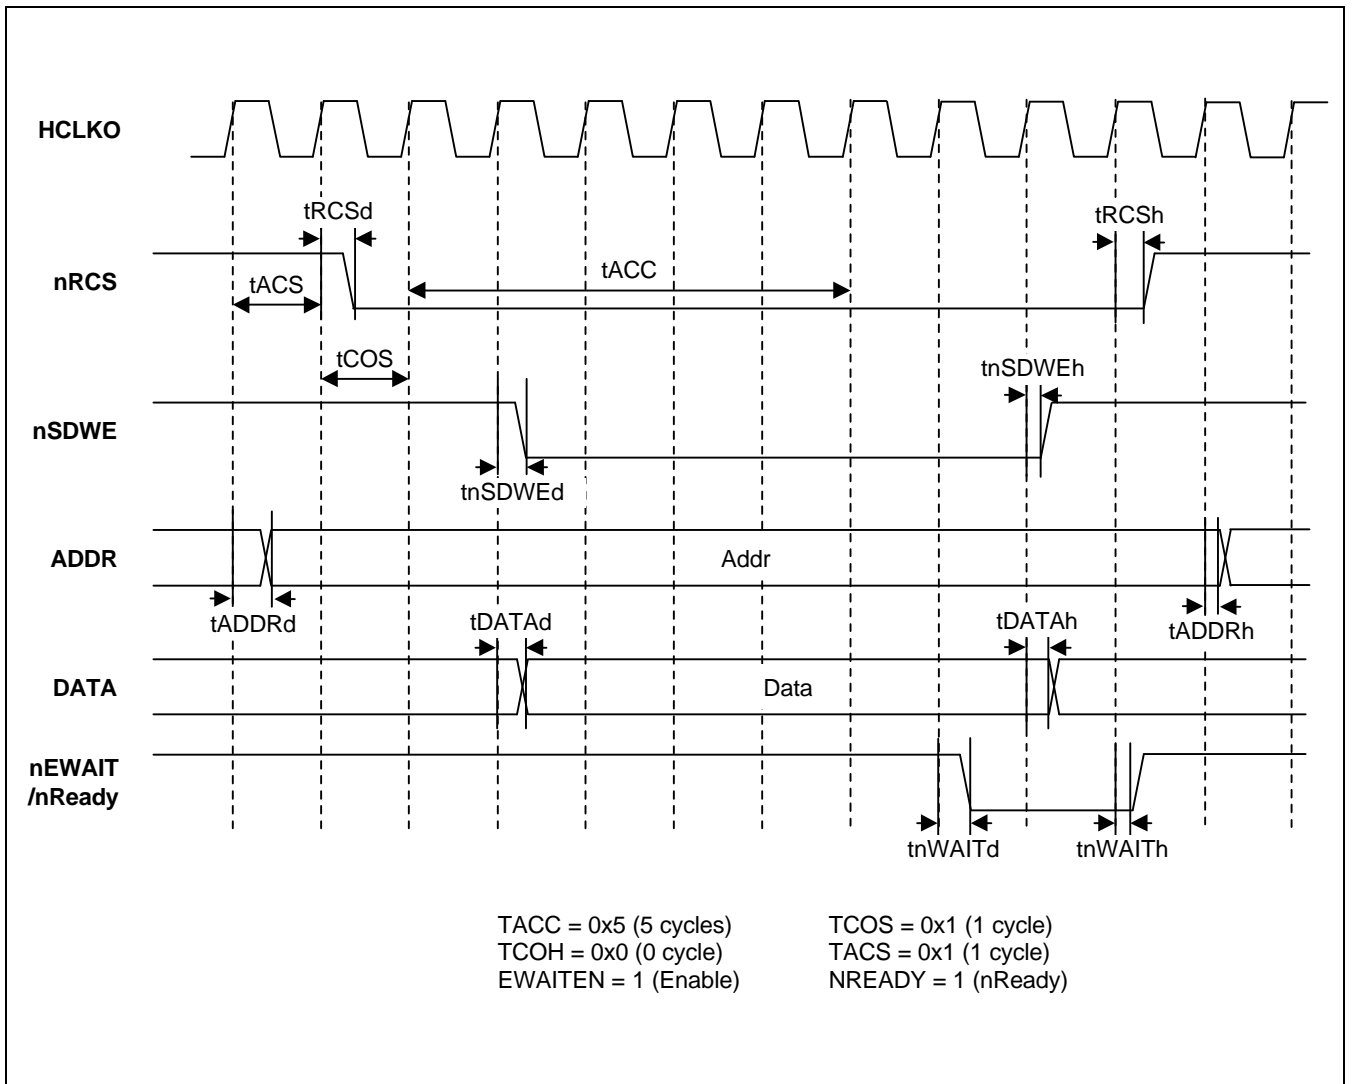 HCLKO
tRCSd
tRCSh
nRCS
tACS
tACC
tCOS
tnSDWEh
nSDWE
tnSDWEd
ADDR
Addr
tADDRd
tDATAd
tDATAh
tADDRh
DATA
Data
nEWAIT
/nReady
tnWAITd
tnWAITh
TACC = 0x5 (5 cycles)
TCOS = 0x1 (1 cycle)
TCOH = 0x0 (0 cycle)
TACS = 0x1 (1 cycle)
EWAITEN = 1 (Enable)
NREADY = 1 (nReady)